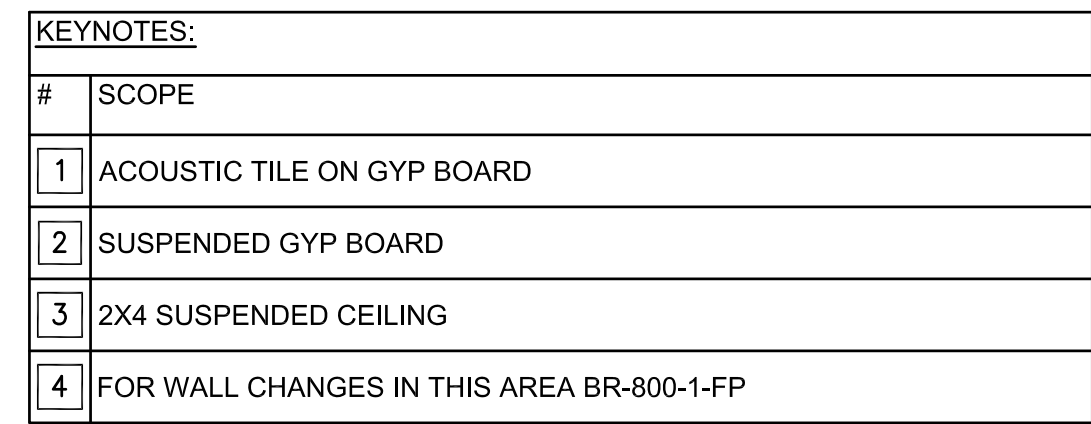 KEYNOTES:
# SCOPE
1 ACOUSTIC TILE ON GYP BOARD
2 SUSPENDED GYP BOARD
3 2X4 SUSPENDED CEILING
4 FOR WALL CHANGES IN THIS AREA BR-800-1-FP